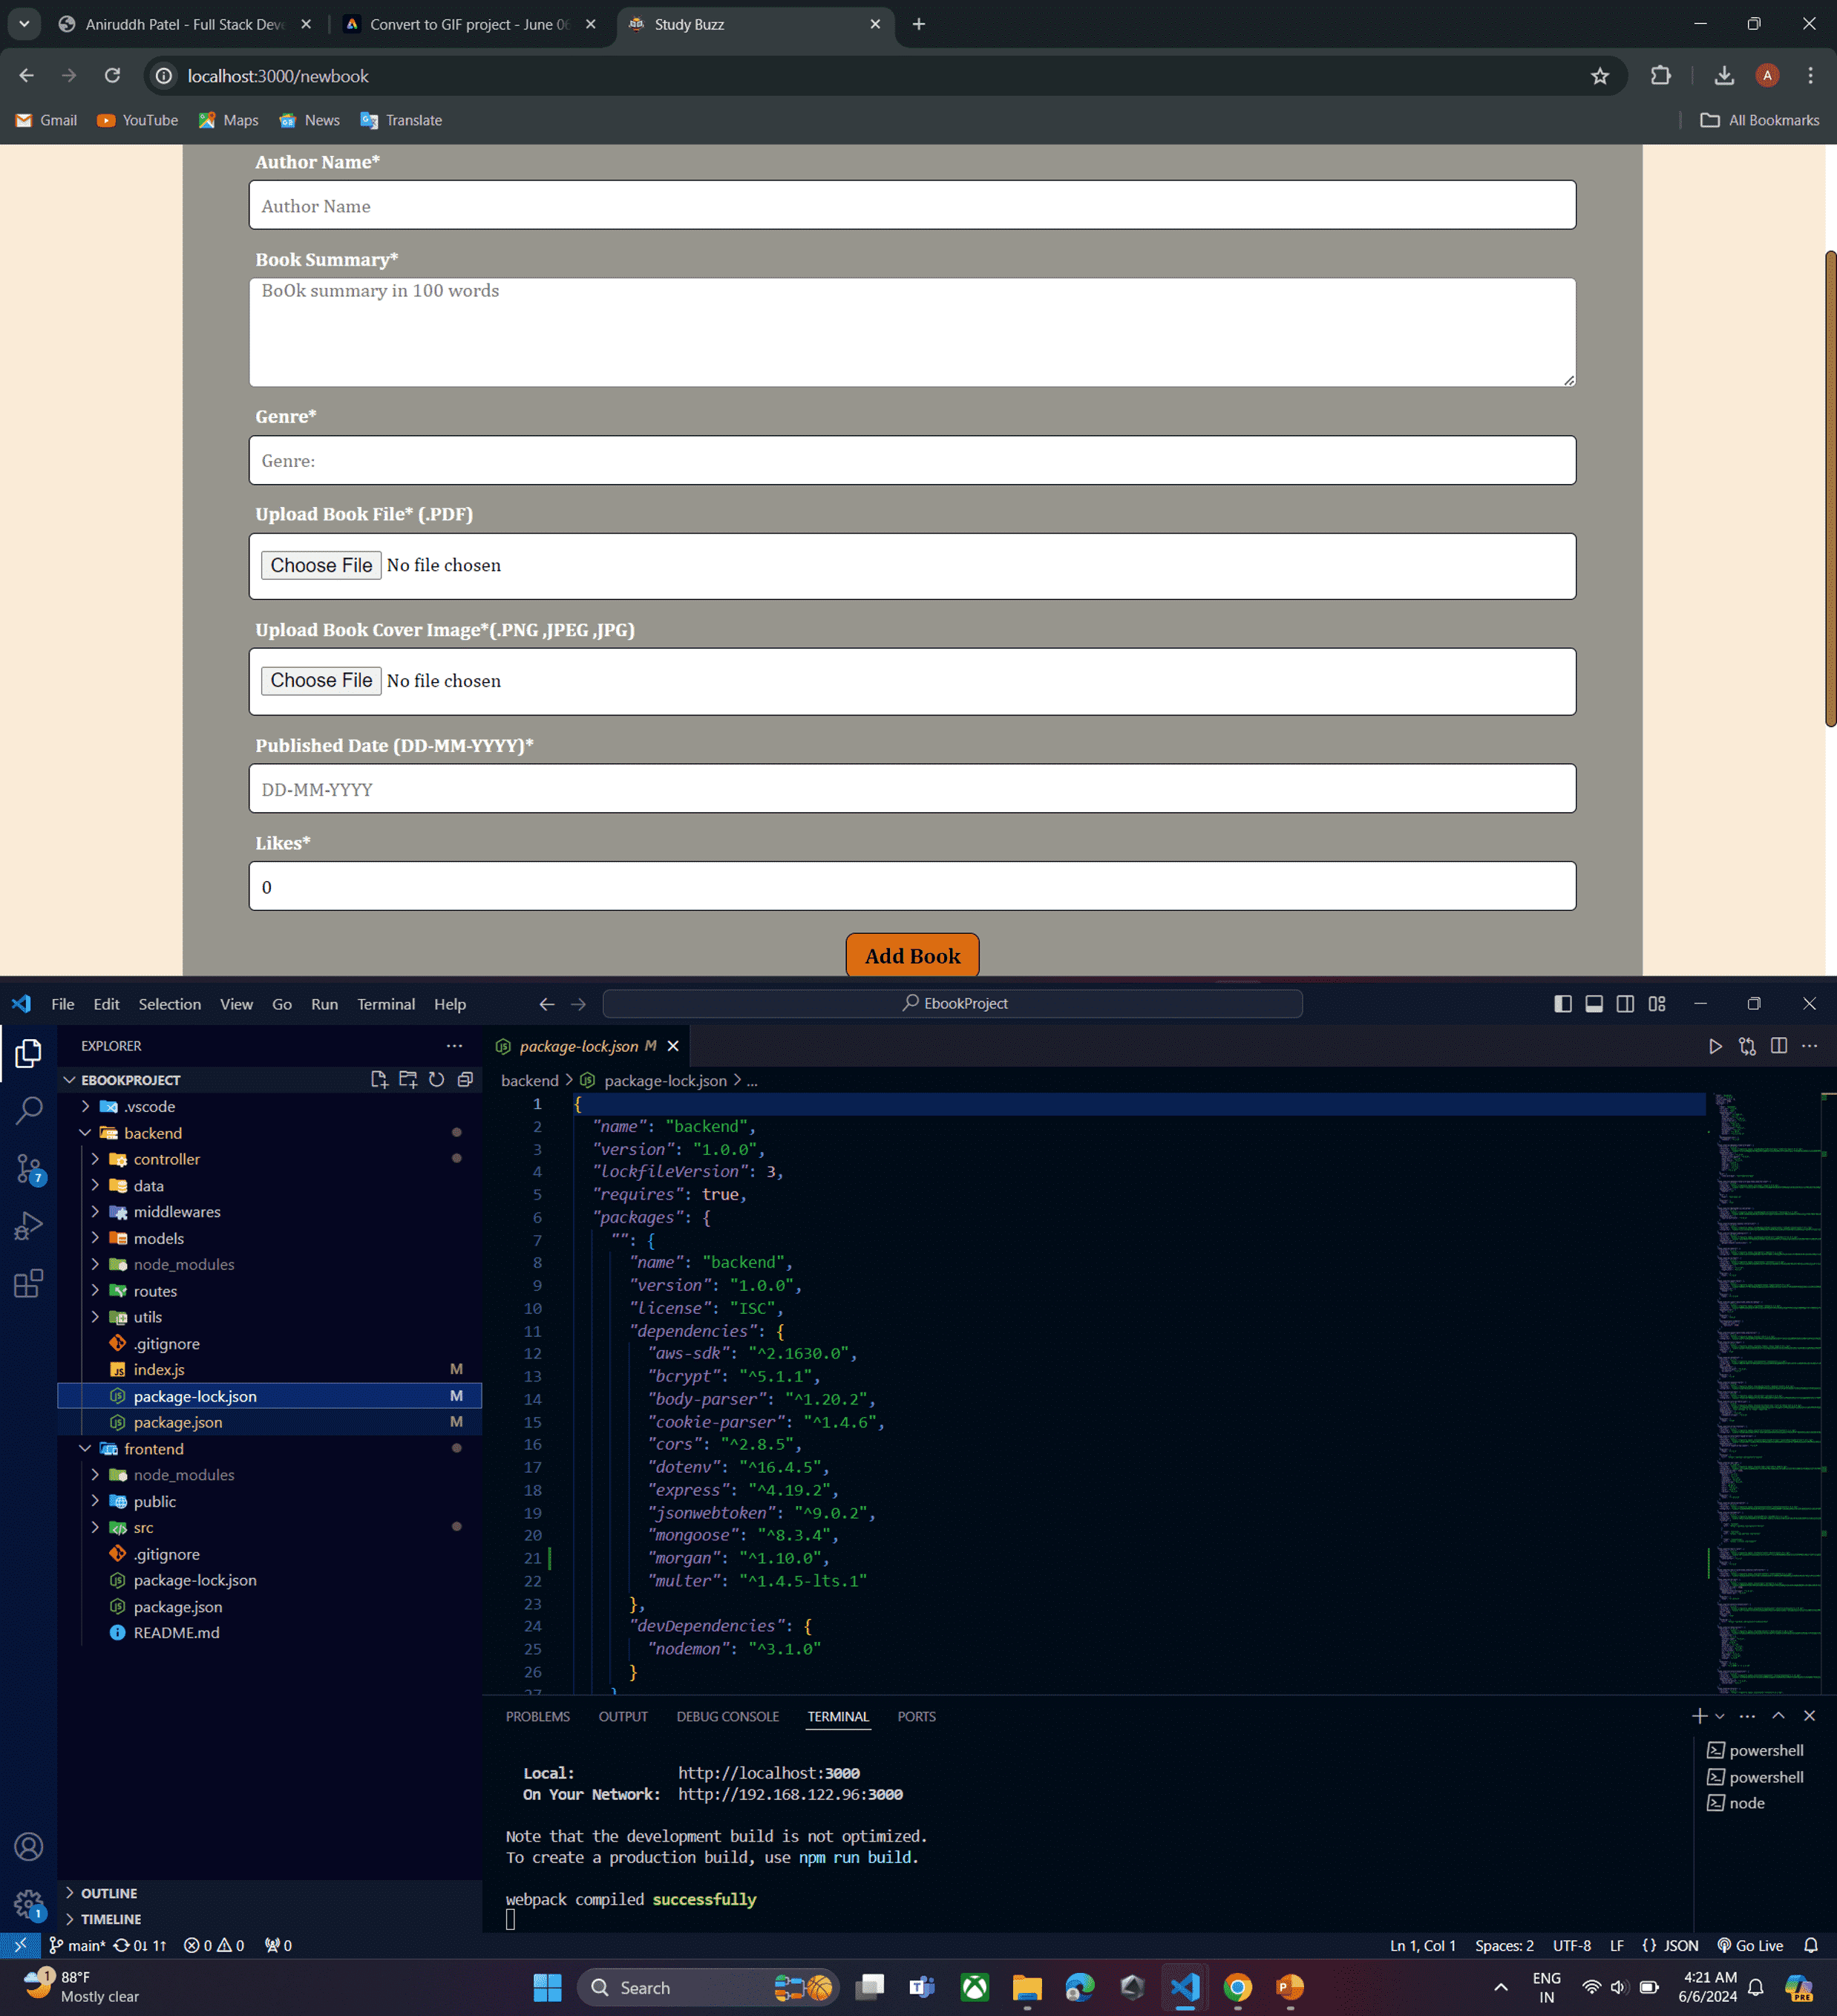 Aniruddh Patel - Full Stack Deve
Convert to GIF project - June 06
Study Buzz
localhost:3000/newbook
A
Gmail
YouTube
Maps
News
Translate
All Bookmarks
Author Name*
Author Name
Book Summary*
BoOk summary in 100 words
Genre*
Genre:
Upload Book File* (.PDF)
Choose File No file chosen
Upload Book Cover Image*(.PNG ,JPEG ,JPG)
Choose File No file chosen
Published Date (DD-MM-YYYY)*
DD-MM-YYYY
Likes*
0
Add Book
File Edit Selection View Go Run Terminal Help
EbookProject
EXPLORER
EBOOKPROJECT
.vscode
backend
controller
data
middlewares
models
node_modules
routes
utils
.gitignore
index.js M
package-lock.json M
package.json M
frontend
node_modules
public
src
.gitignore
package-lock.json
package.json
README.md
OUTLINE
TIMELINE
7
1
package-lock.json M
backend > package-lock.json > ...
1 {
2 "name": "backend",
3 "version": "1.0.0",
4 "lockfileVersion": 3,
5 "requires": true,
6 "packages": {
7 "": {
8 "name": "backend",
9 "version": "1.0.0",
10 "license": "ISC",
11 "dependencies": {
12 "aws-sdk": "^2.1630.0",
13 "bcrypt": "^5.1.1",
14 "body-parser": "^1.20.2",
15 "cookie-parser": "^1.4.6",
16 "cors": "^2.8.5",
17 "dotenv": "^16.4.5",
18 "express": "^4.19.2",
19 "jsonwebtoken": "^9.0.2",
20 "mongoose": "^8.3.4",
21 "morgan": "^1.10.0",
22 "multer": "^1.4.5-lts.1"
23 },
24 "devDependencies": {
25 "nodemon": "^3.1.0"
26 }
27 }
PROBLEMS OUTPUT DEBUG CONSOLE TERMINAL PORTS
Local: http://localhost:3000
On Your Network: http://192.168.122.96:3000
Note that the development build is not optimized.
To create a production build, use npm run build.
webpack compiled successfully
powershell
powershell
node
main* 0↓ 1↑ 0 0 0
Ln 1, Col 1 Spaces: 2 UTF-8 LF {} JSON Go Live
1
88°F
Mostly clear
Search
ENG
IN
4:21 AM
6/6/2024
PRE